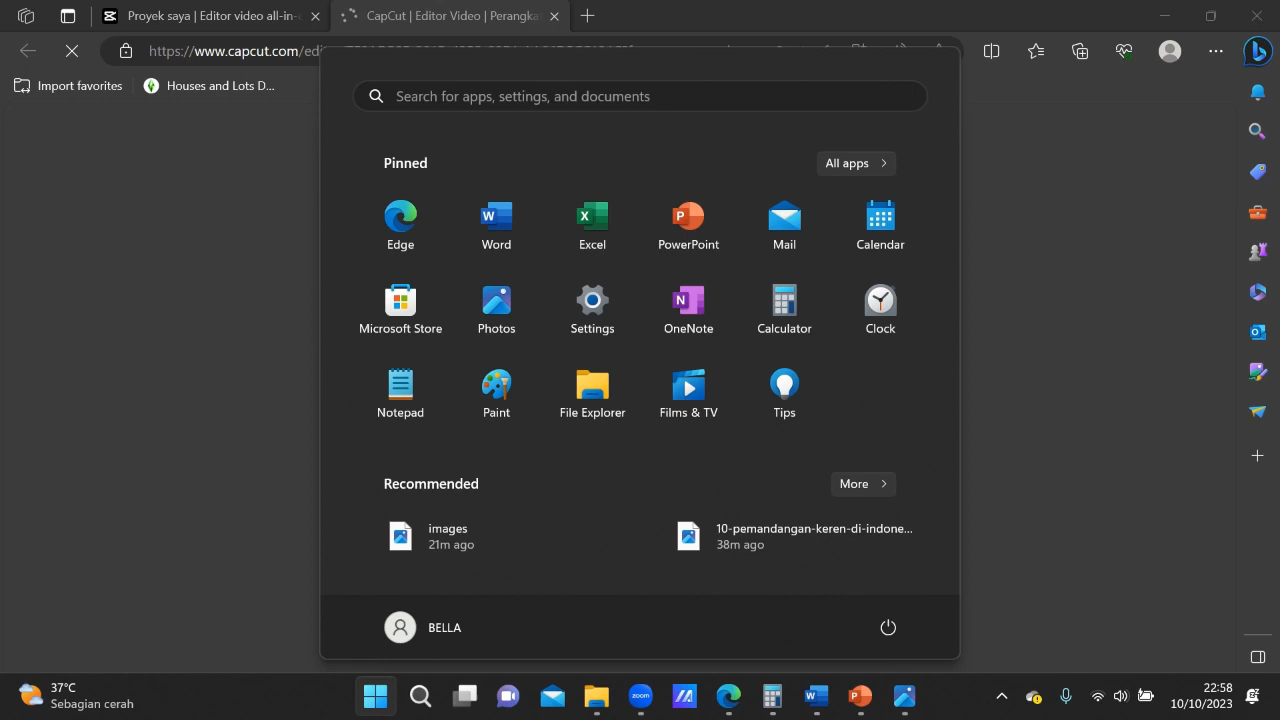 Proyek saya | Editor video all-in-o
CapCut | Editor Video | Perangka
https://www.capcut.com/edi
Import favorites
Houses and Lots D...
Search for apps, settings, and documents
Pinned
All apps
Edge
Word
Excel
PowerPoint
Mail
Calendar
Microsoft Store
Photos
Settings
OneNote
Calculator
Clock
Notepad
Paint
File Explorer
Films & TV
Tips
Recommended
More
images
21m ago
10-pemandangan-keren-di-indone...
38m ago
BELLA
37°C
Sebagian cerah
zoom
22:58
10/10/2023